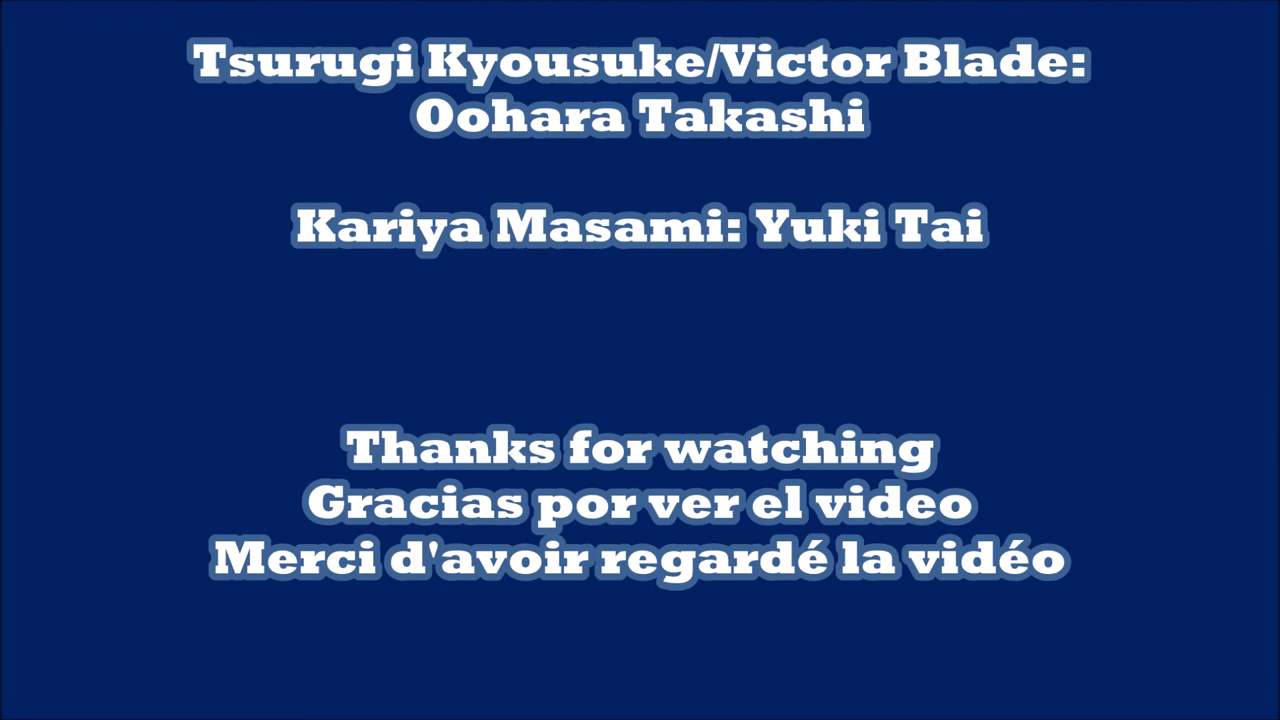 Tsurugi Kyousuke/Victor Blade:
Oohara Takashi
Kariya Masami: Yuki Tai
Thanks for watching
Gracias por ver el video
Merci d'avoir regardé la vidéo